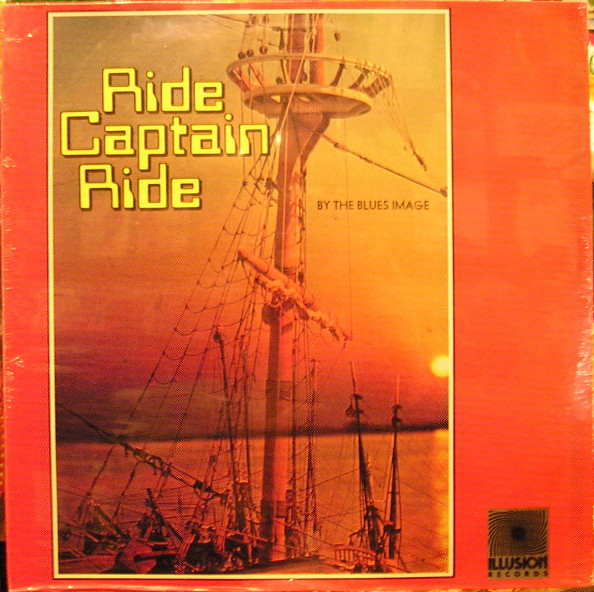 Ride
Captain
Ride
BY THE BLUES IMAGE
ILLUSION
RECORDS